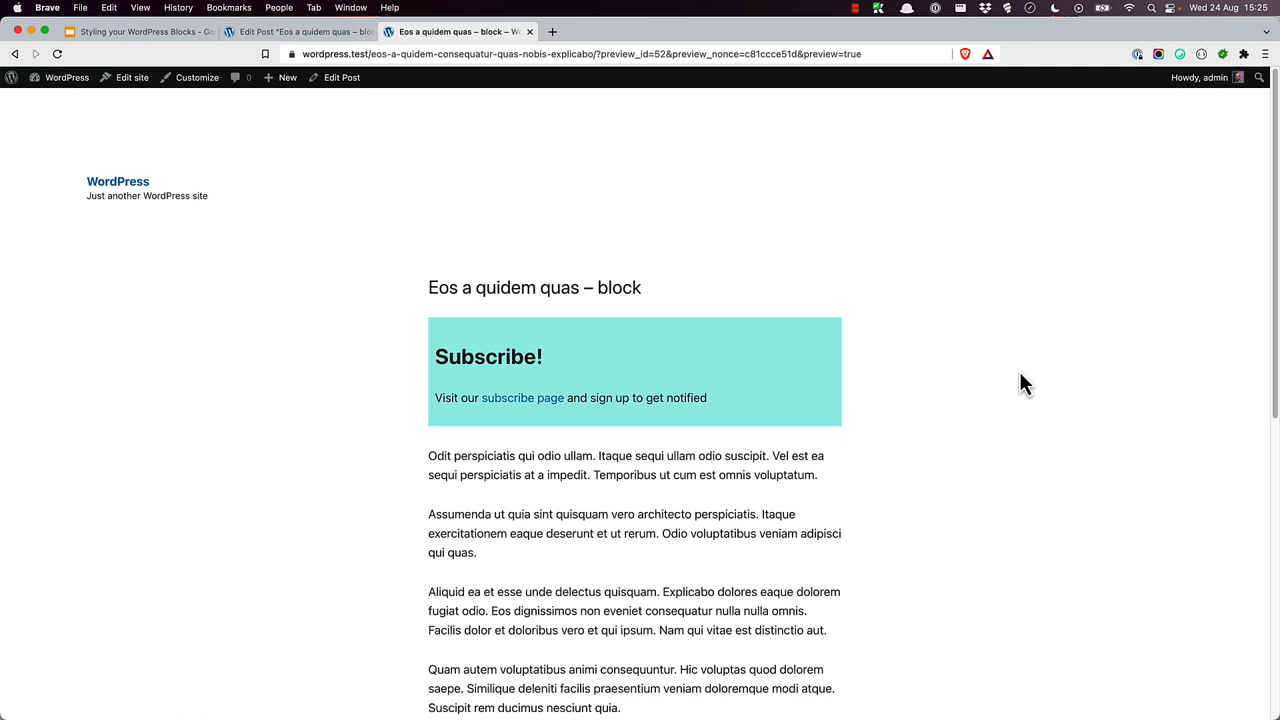 Brave File Edit View History Bookmarks People Tab Window Help Wed 24 Aug 15:25
Styling your WordPress Blocks - Go Edit Post "Eos a quidem quas – bloc Eos a quidem quas – block – W
wordpress.test/eos-a-quidem-consequatur-quas-nobis-explicabo/?preview_id=52&preview_nonce=c81ccce51d&preview=true
WordPress Edit site Customize 0 New Edit Post Howdy, admin
WordPress
Just another WordPress site
Eos a quidem quas – block
Subscribe!
Visit our subscribe page and sign up to get notified
Odit perspiciatis qui odio ullam. Itaque sequi ullam odio suscipit. Vel est ea
sequi perspiciatis at a impedit. Temporibus ut cum est omnis voluptatum.
Assumenda ut quia sint quisquam vero architecto perspiciatis. Itaque
exercitationem eaque deserunt et ut rerum. Odio voluptatibus veniam adipisci
qui quas.
Aliquid ea et esse unde delectus quisquam. Explicabo dolores eaque dolorem
fugiat odio. Eos dignissimos non eveniet consequatur nulla nulla omnis.
Facilis dolor et doloribus vero et qui ipsum. Nam qui vitae est distinctio aut.
Quam autem voluptatibus animi consequuntur. Hic voluptas quod dolorem
saepe. Similique deleniti facilis praesentium veniam doloremque modi atque.
Suscipit rem ducimus nesciunt quia.